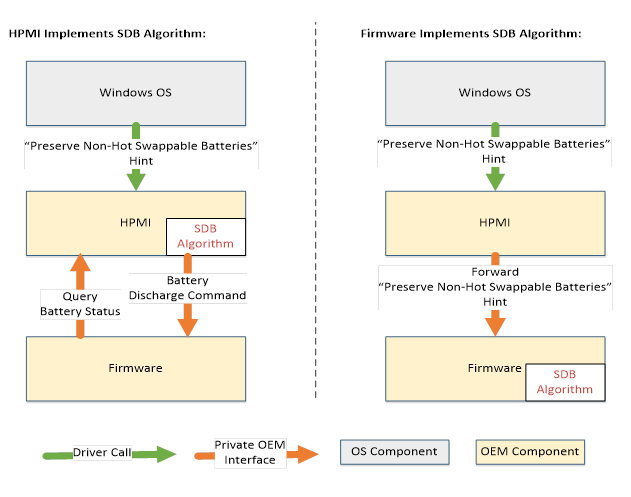 HPMI Implements SDB Algorithm:
Windows OS
“Preserve Non-Hot Swappable Batteries”
Hint
HPMI
SDB
Algorithm
Query
Battery Status
Battery
Discharge Command
Firmware
Firmware Implements SDB Algorithm:
Windows OS
“Preserve Non-Hot Swappable Batteries”
Hint
HPMI
Forward
“Preserve Non-Hot Swappable Batteries”
Hint
Firmware
SDB
Algorithm
Driver Call
Private OEM
Interface
OS Component
OEM Component